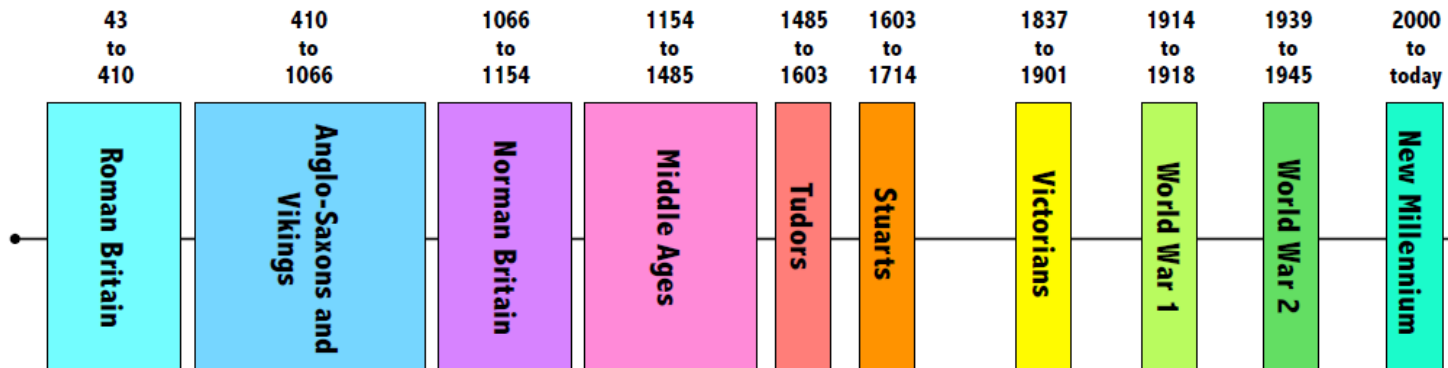 43 to 410
410 to 1066
1066 to 1154
1154 to 1485
1485 to 1603
1603 to 1714
1837 to 1901
1914 to 1918
1939 to 1945
2000 to today
Roman Britain
Anglo-Saxons and
Vikings
Norman Britain
Middle Ages
Tudors
Stuarts
Victorians
World War 1
World War 2
New Millennium